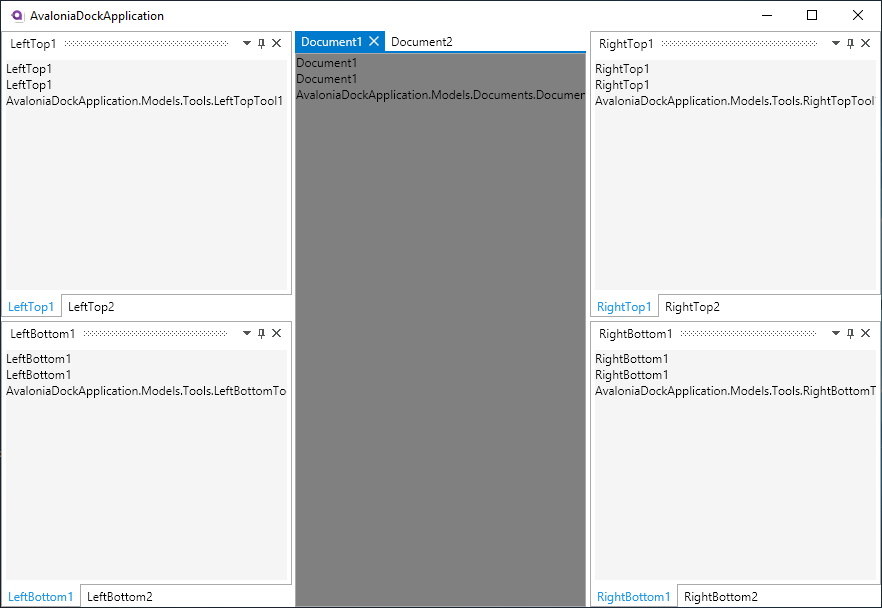 AvaloniaDockApplication
LeftTop1
LeftTop1
LeftTop1
AvaloniaDockApplication.Models.Tools.LeftTopTool1
LeftTop1 LeftTop2
LeftBottom1
LeftBottom1
LeftBottom1
AvaloniaDockApplication.Models.Tools.LeftBottomTo
LeftBottom1 LeftBottom2
Document1 Document2
Document1
Document1
AvaloniaDockApplication.Models.Documents.Documen
RightTop1
RightTop1
RightTop1
AvaloniaDockApplication.Models.Tools.RightTopTool
RightTop1 RightTop2
RightBottom1
RightBottom1
RightBottom1
AvaloniaDockApplication.Models.Tools.RightBottomT
RightBottom1 RightBottom2